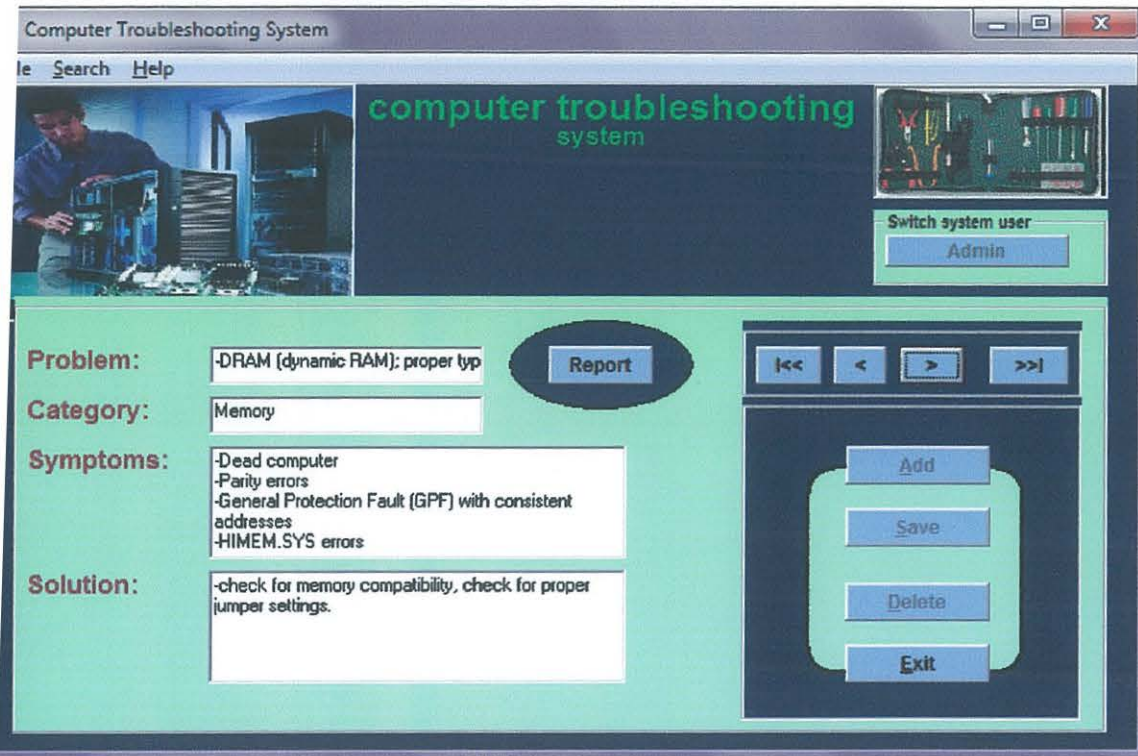 Computer Troubleshooting System
le Search Help
computer troubleshooting
system
Switch system user
Admin
Problem:
-DRAM (dynamic RAM); proper typ
Report
|<<
<
>
>>|
Category:
Memory
Symptoms:
-Dead computer
-Parity errors
-General Protection Fault (GPF) with consistent
addresses
-HIMEM.SYS errors
Solution:
-check for memory compatibility, check for proper
jumper settings.
Add
Save
Delete
Exit